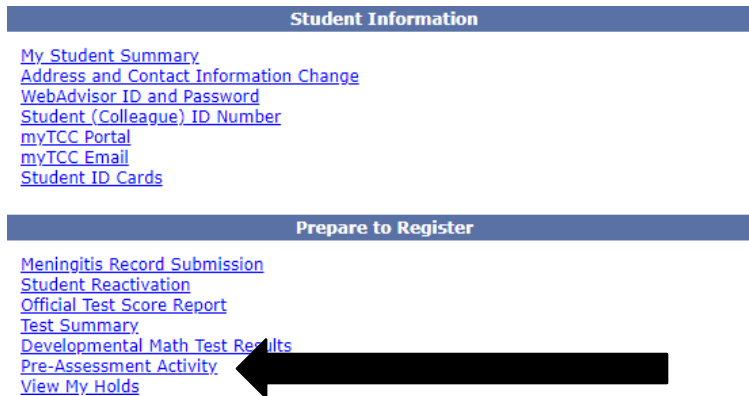 Student Information
My Student Summary
Address and Contact Information Change
WebAdvisor ID and Password
Student (Colleague) ID Number
myTCC Portal
myTCC Email
Student ID Cards
Prepare to Register
Meningitis Record Submission
Student Reactivation
Official Test Score Report
Test Summary
Developmental Math Test Results
Pre-Assessment Activity
View My Holds